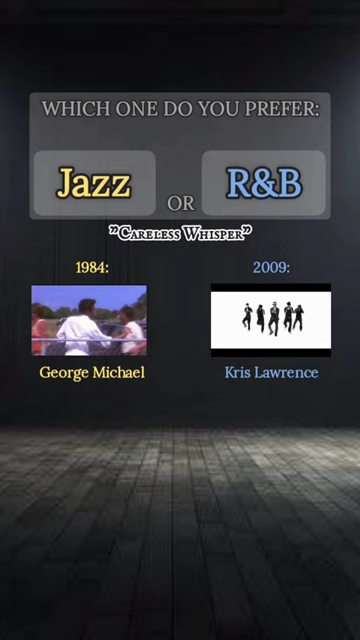 WHICH ONE DO YOU PREFER:
Jazz OR R&B
"Careless Whisper"
1984: 2009:
George Michael Kris Lawrence